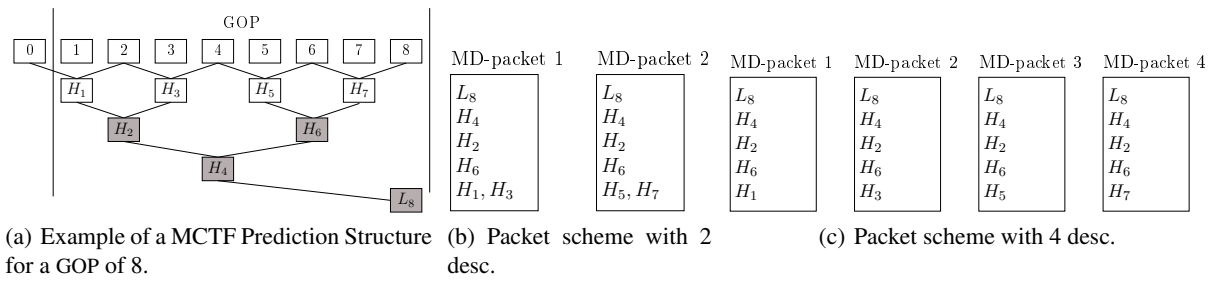 GOP
0 1 2 3 4 5 6 7 8
H1 H3 H5 H7
H2 H6
H4
L8
(a) Example of a MCTF Prediction Structure
for a GOP of 8.
MD-packet 1
L8
H4
H2
H6
H1, H3
MD-packet 2
L8
H4
H2
H6
H5, H7
(b) Packet scheme with 2
desc.
MD-packet 1
L8
H4
H2
H6
H1
MD-packet 2
L8
H4
H2
H6
H3
MD-packet 3
L8
H4
H2
H6
H5
MD-packet 4
L8
H4
H2
H6
H7
(c) Packet scheme with 4 desc.